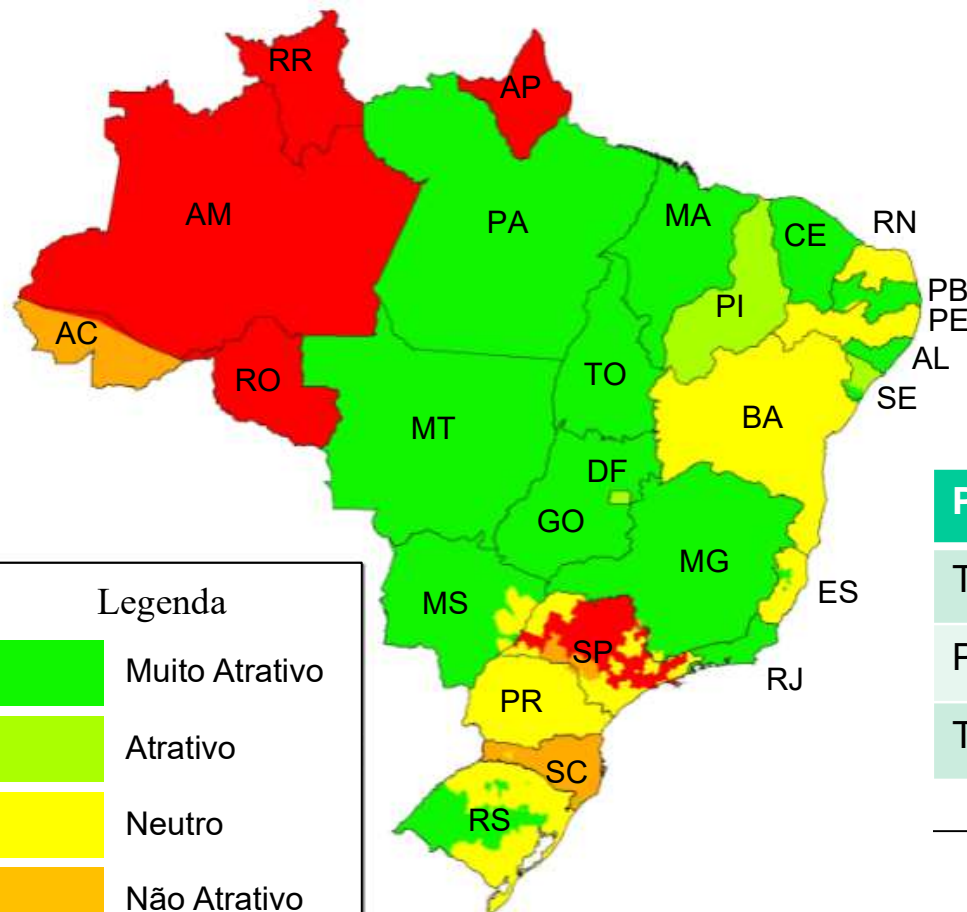 RR
AP
AM
PA
MA
CE
RN
PB
PI
PE
AC
AL
TO
RO
SE
BA
MT
DF
GO
MG
ES
MS
SP
RJ
PR
SC
RS
Legenda
Muito Atrativo
Atrativo
Neutro
Não Atrativo